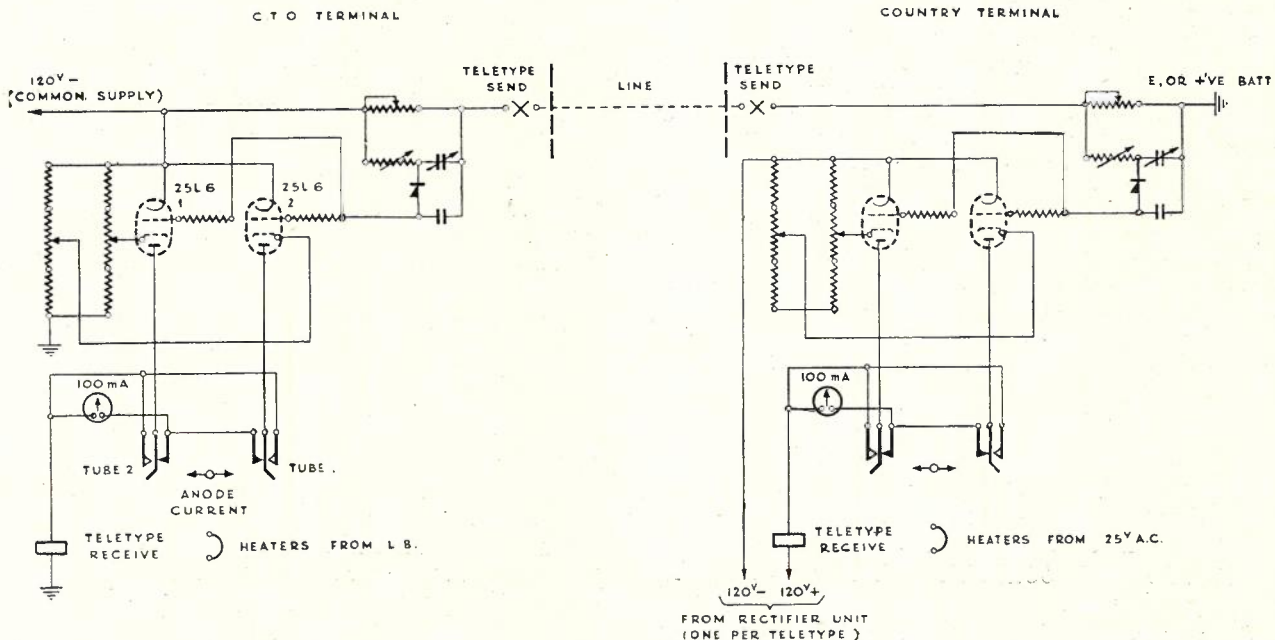 C.T O TERMINAL
COUNTRY TERMINAL
120V-
(COMMON. SUPPLY)
TELETYPE
SEND
LINE
TELETYPE
SEND
E, OR +'VE BATT
25L6
1
25L6
2
100 mA
TUBE 2
TUBE .
ANODE
CURRENT
TELETYPE
RECEIVE
HEATERS FROM L B.
100 mA
TELETYPE
RECEIVE
HEATERS FROM 25V A.C.
120V- 120V+
FROM RECTIFIER UNIT
(ONE PER TELETYPE)